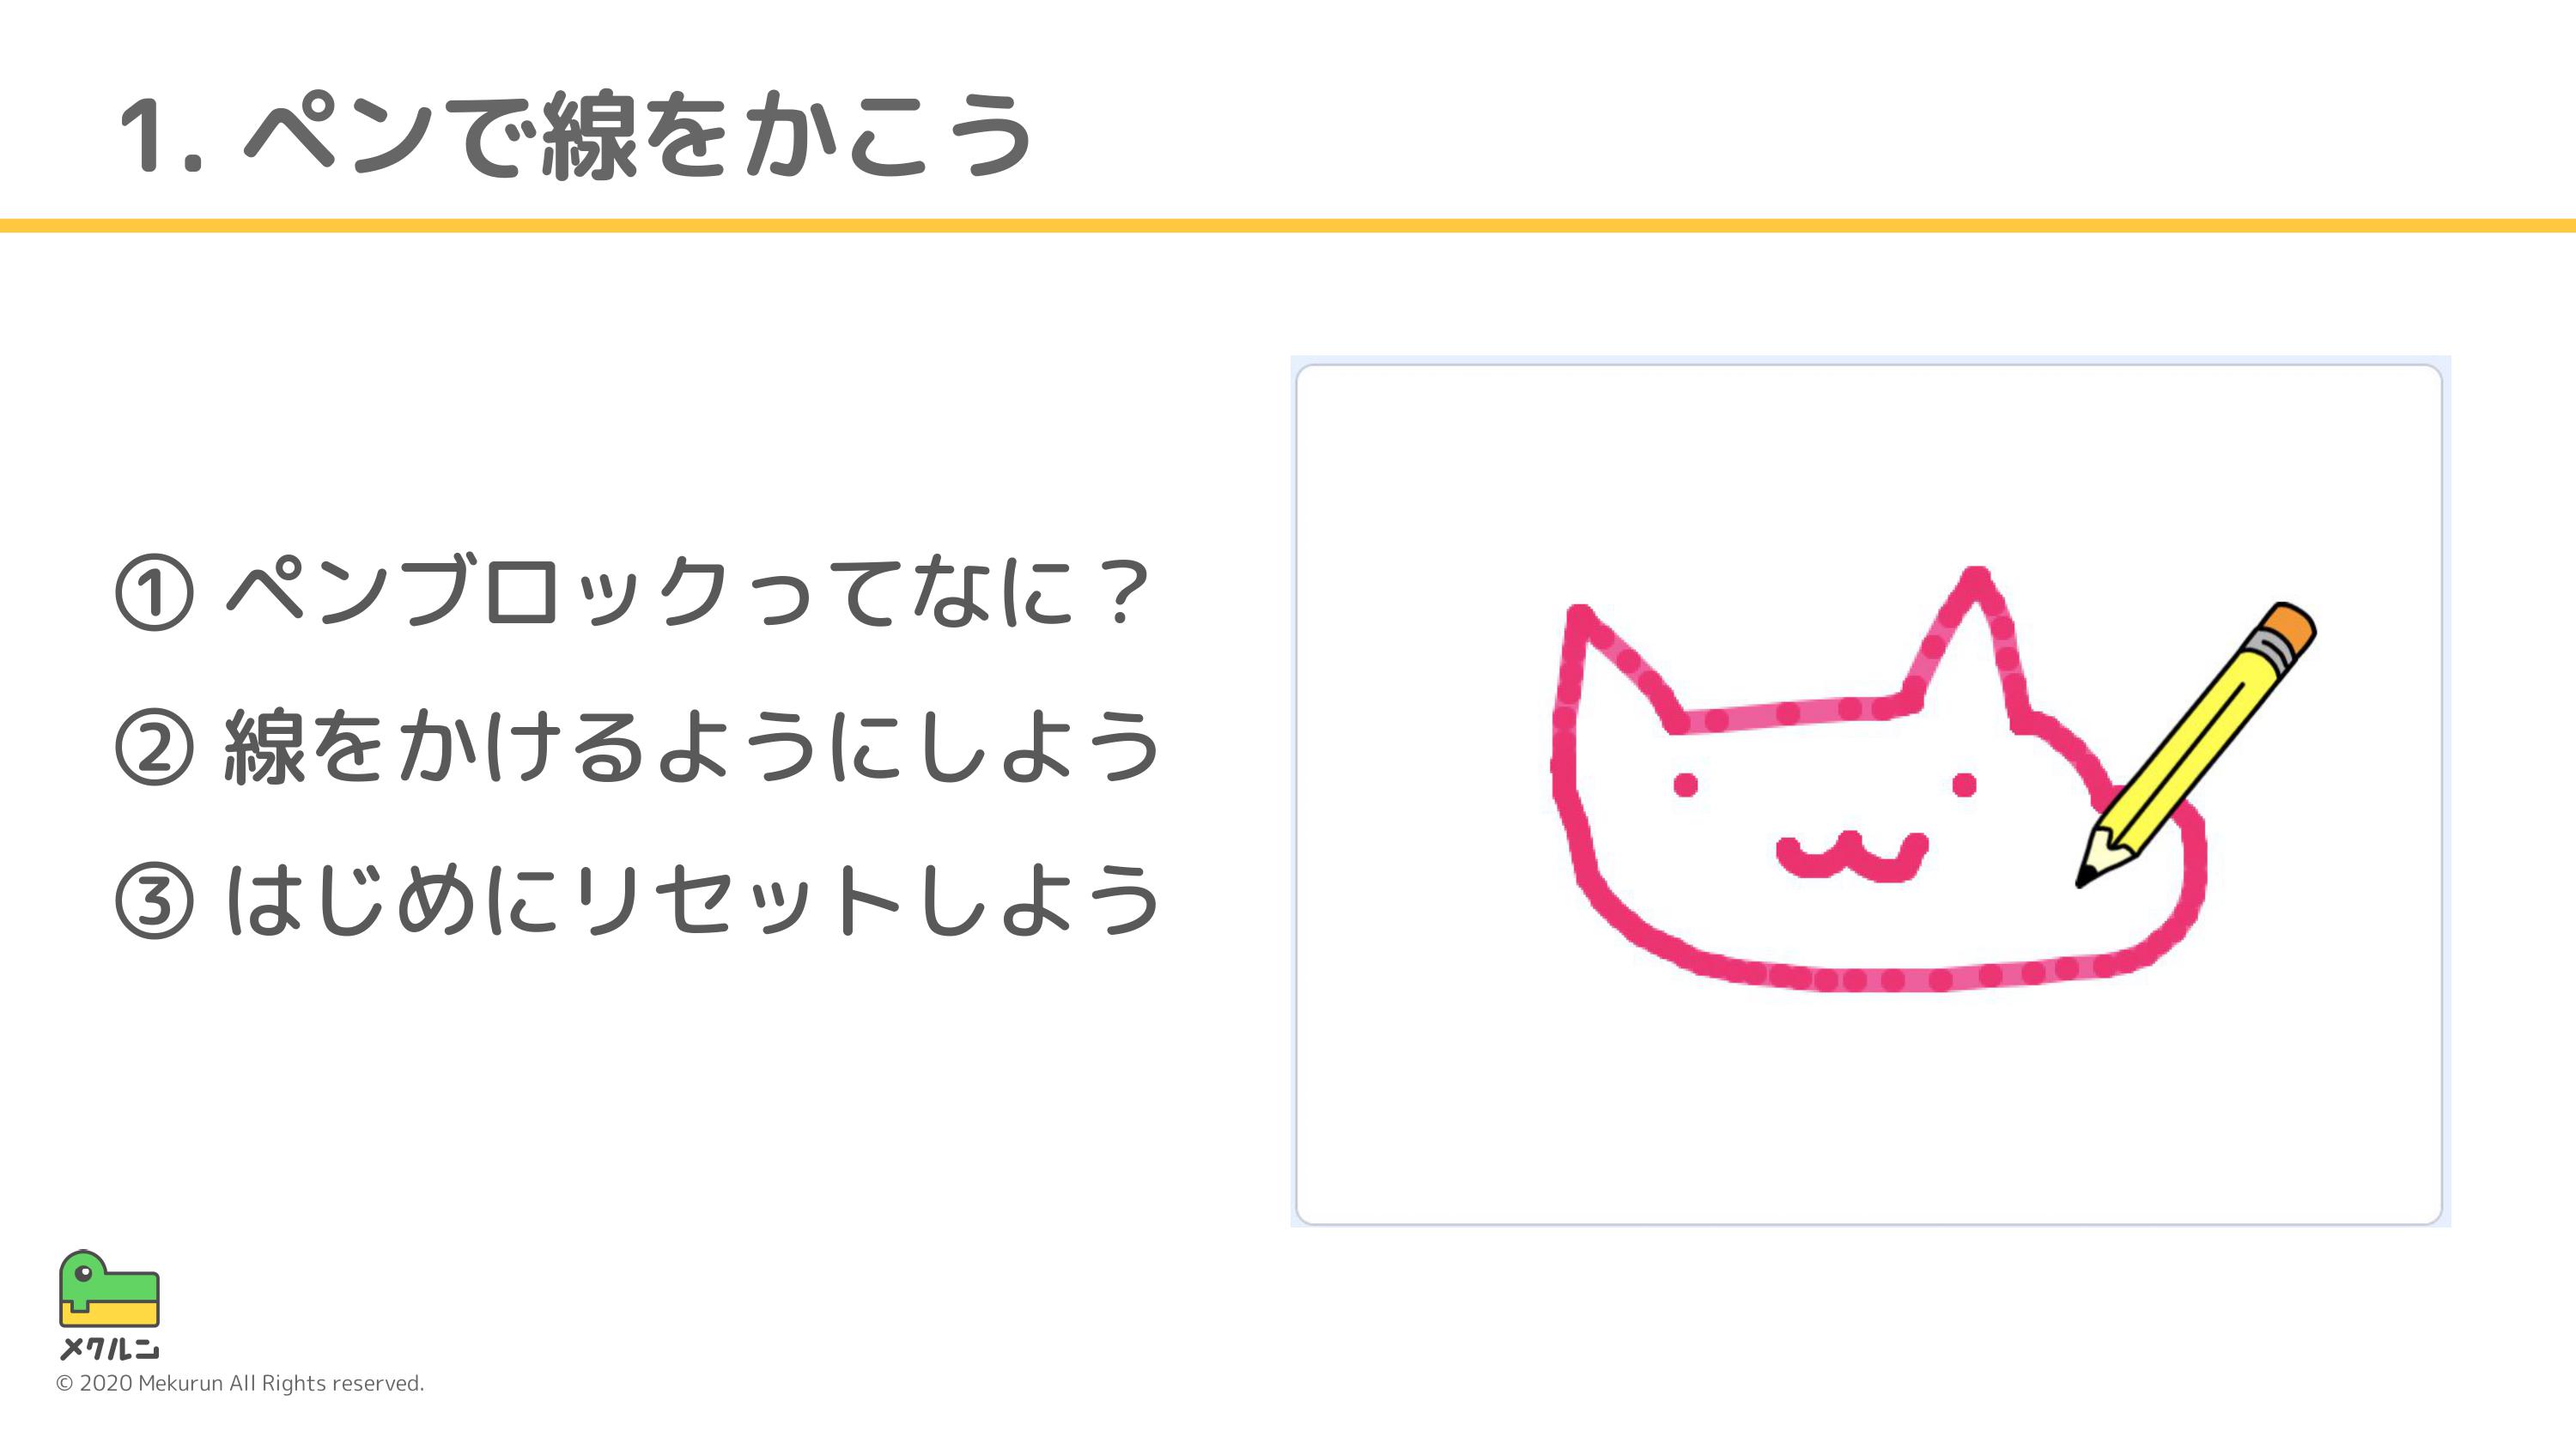 1. ペンで線をかこう
① ペンブロックってなに？
② 線をかけるようにしよう
③ はじめにリセットしよう
メクルン
© 2020 Mekurun All Rights reserved.